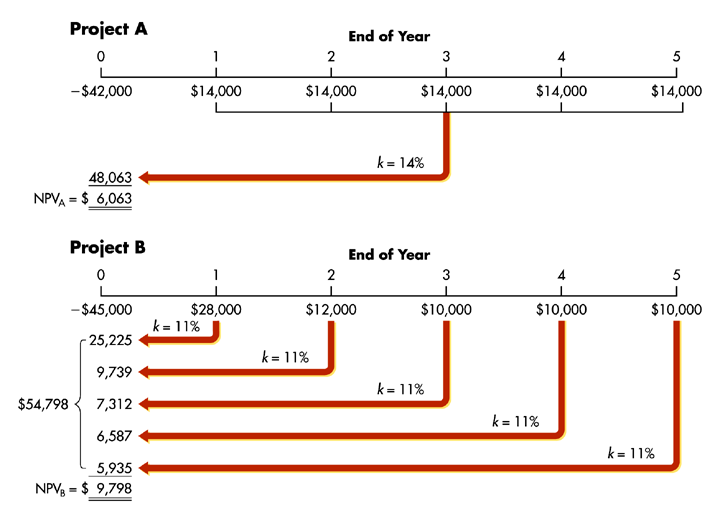 Project A
End of Year
0 1 2 3 4 5
−$42,000 $14,000 $14,000 $14,000 $14,000 $14,000
k = 14%
48,063
NPVA = $ 6,063
Project B
End of Year
0 1 2 3 4 5
−$45,000 $28,000 $12,000 $10,000 $10,000 $10,000
k = 11%
25,225
k = 11%
9,739
k = 11%
$54,798 7,312
k = 11%
6,587
k = 11%
5,935
NPVB = $ 9,798